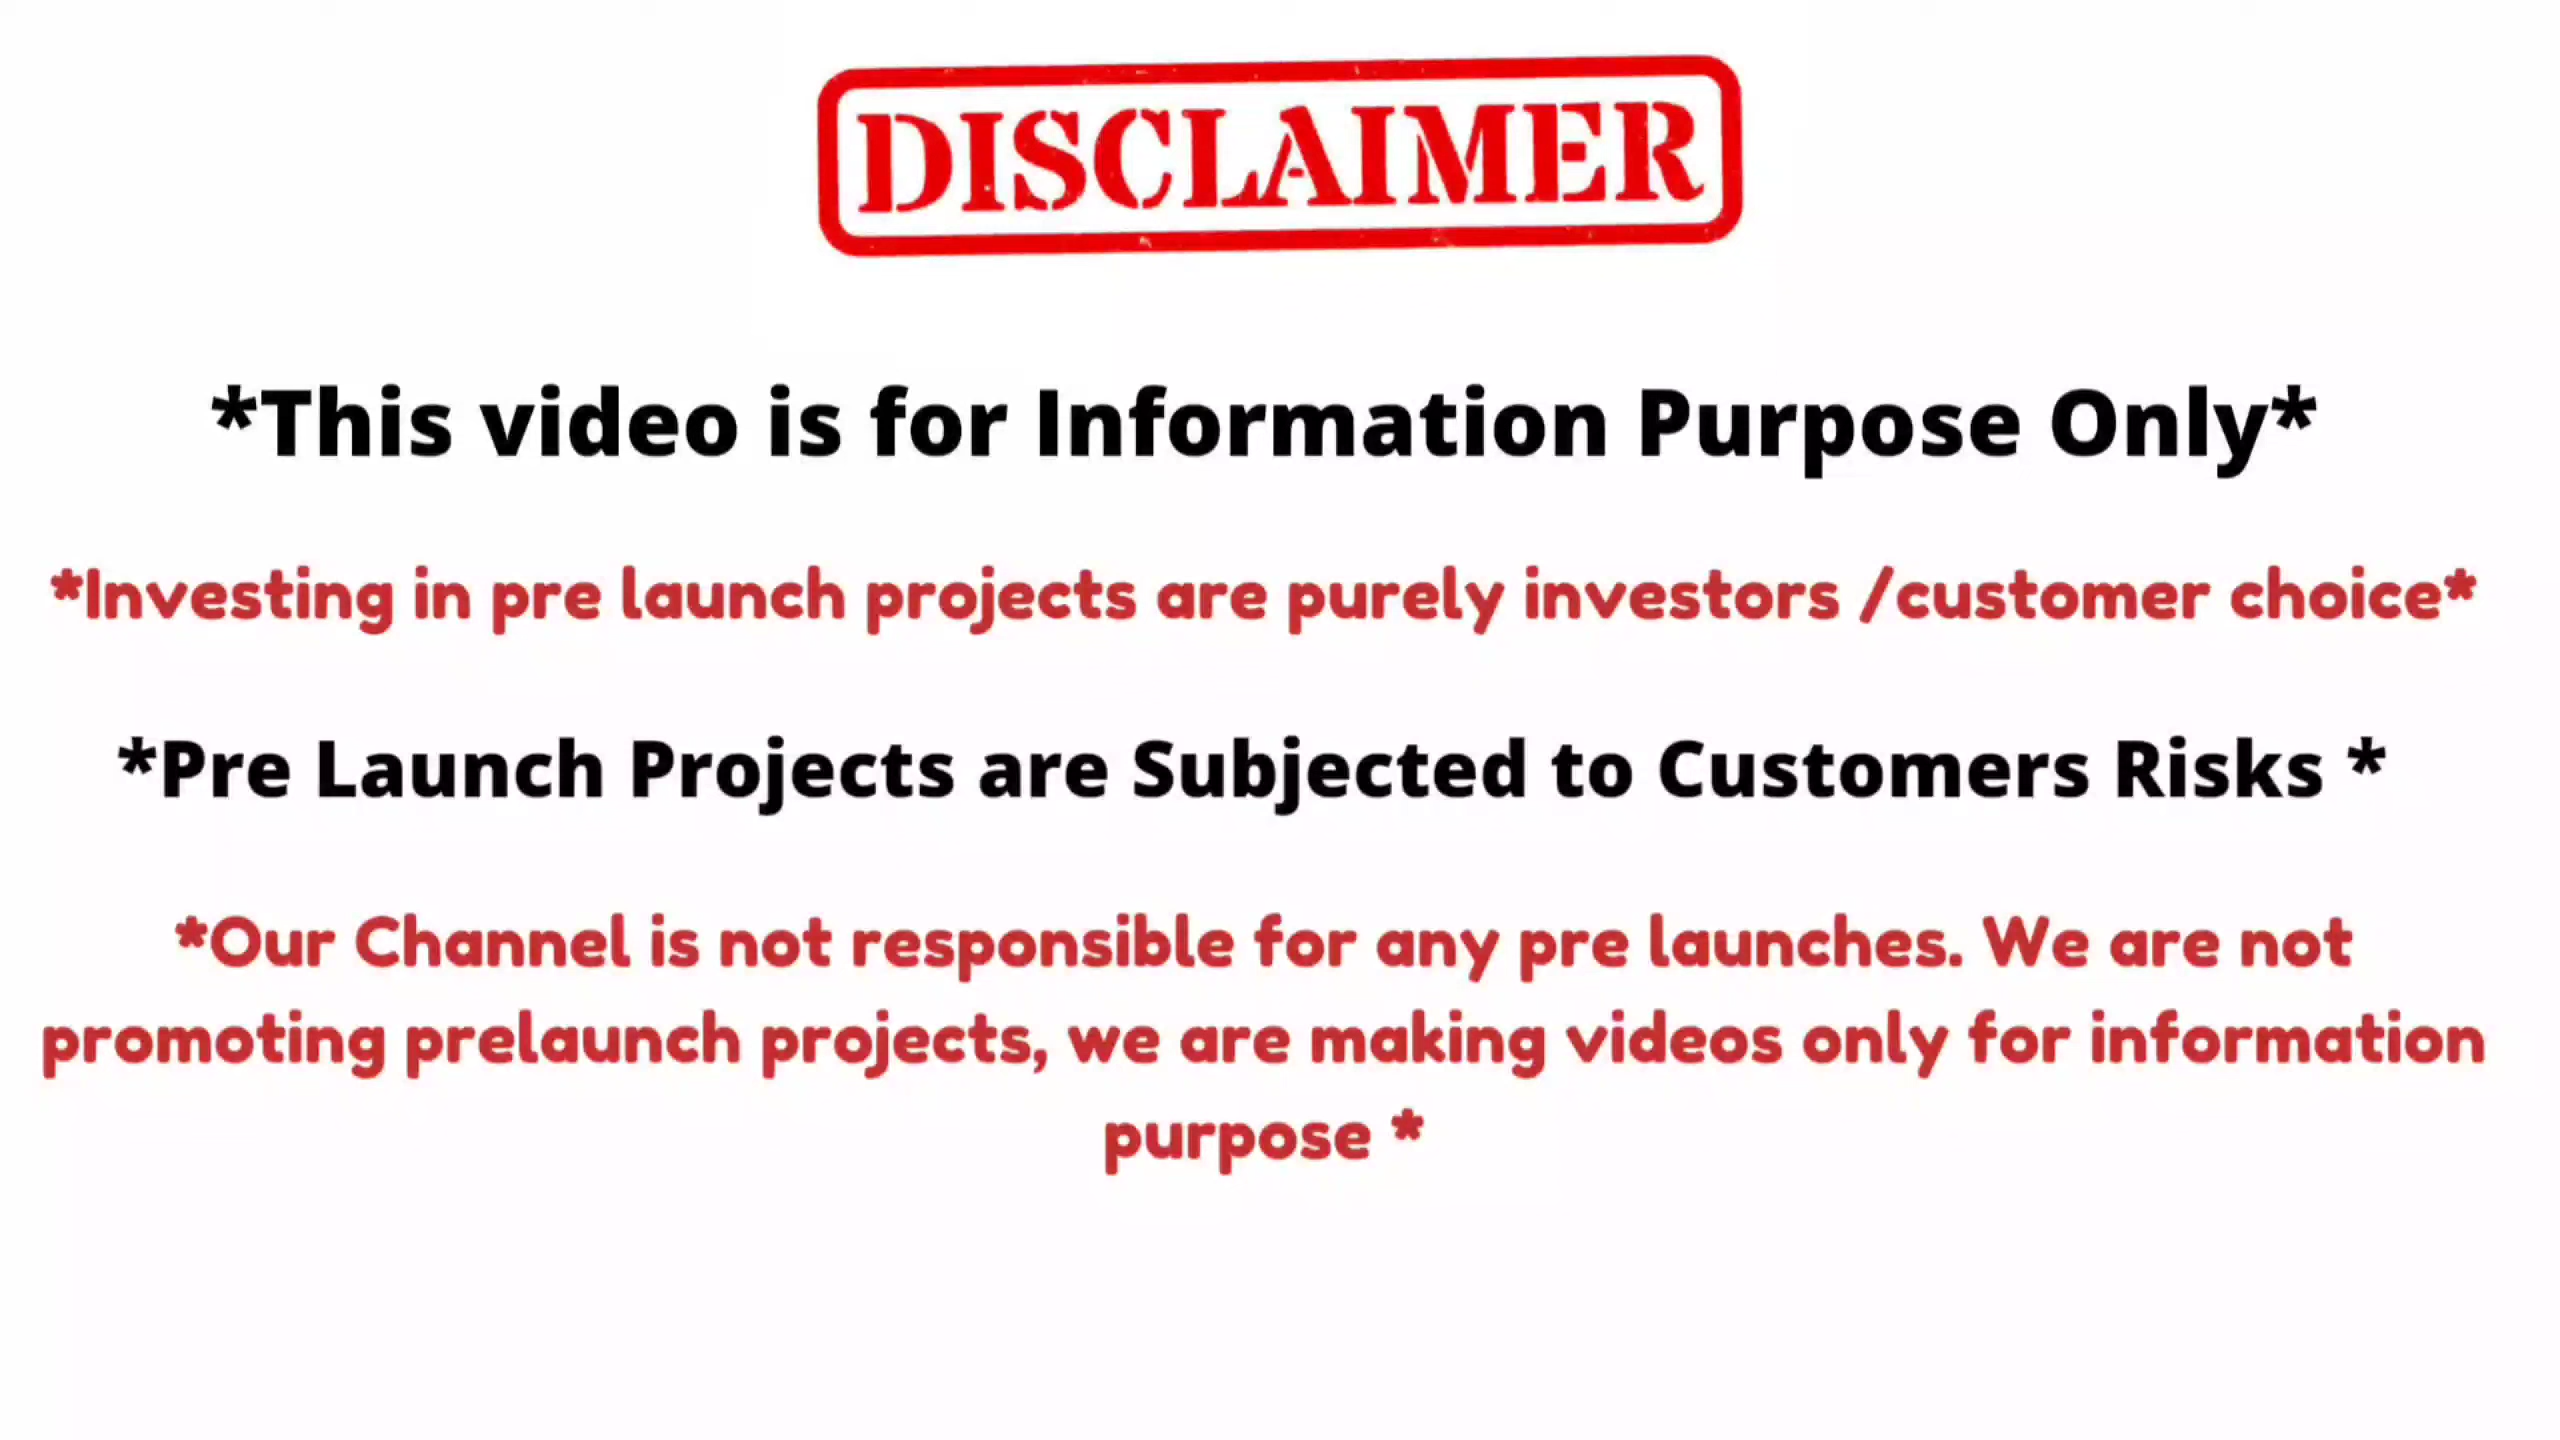 DISCLAIMER
*This video is for Information Purpose Only*
*Investing in pre launch projects are purely investors /customer choice*
*Pre Launch Projects are Subjected to Customers Risks *
*Our Channel is not responsible for any pre launches. We are not
promoting prelaunch projects, we are making videos only for information
purpose *